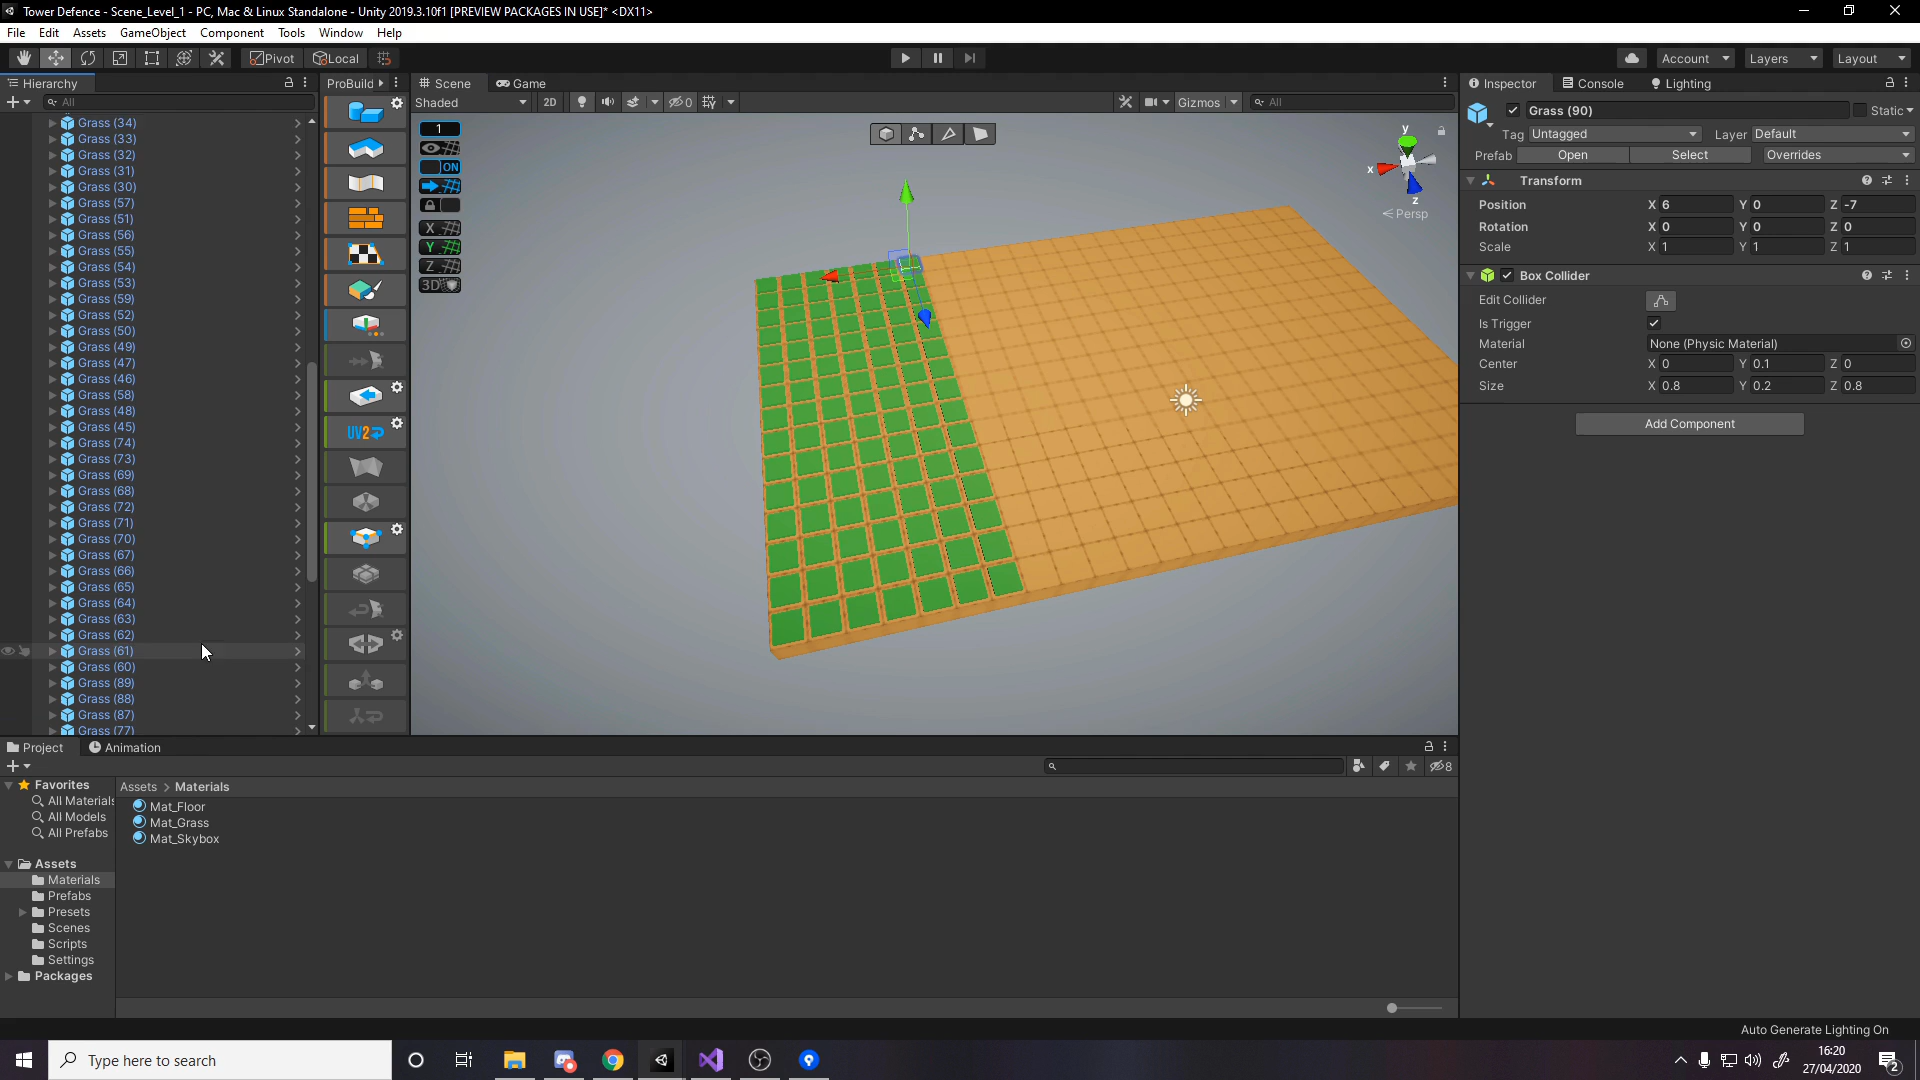 Tower Defence - Scene_Level_1 - PC, Mac & Linux Standalone - Unity 2019.3.10f1 [PREVIEW PACKAGES IN USE]* <DX11>
File Edit Assets GameObject Component Tools Window Help
Pivot Local Account Layers Layout
Hierarchy ProBuild Scene Game Inspector Console Lighting
All Shaded 2D 0 Gizmos All
Grass (34)
Grass (33)
Grass (32)
Grass (31)
Grass (30)
Grass (57)
Grass (51)
Grass (56)
Grass (55)
Grass (54)
Grass (53)
Grass (59)
Grass (52)
Grass (50)
Grass (49)
Grass (47)
Grass (46)
Grass (58)
Grass (48)
Grass (45)
Grass (74)
Grass (73)
Grass (69)
Grass (68)
Grass (72)
Grass (71)
Grass (70)
Grass (67)
Grass (66)
Grass (65)
Grass (64)
Grass (63)
Grass (62)
Grass (61)
Grass (60)
Grass (89)
Grass (88)
Grass (87)
Grass (77)
UV2
1
ON
X
Y
Z
3D
y
x
z
< Persp
Grass (90) Static
Tag Untagged Layer Default
Prefab Open Select Overrides
Transform
Position X 6 Y 0 Z -7
Rotation X 0 Y 0 Z 0
Scale X 1 Y 1 Z 1
Box Collider
Edit Collider
Is Trigger
Material None (Physic Material)
Center X 0 Y 0.1 Z 0
Size X 0.8 Y 0.2 Z 0.8
Add Component
Project Animation
8
Favorites
All Materials
All Models
All Prefabs
Assets
Materials
Prefabs
Presets
Scenes
Scripts
Settings
Packages
Assets > Materials
Mat_Floor
Mat_Grass
Mat_Skybox
Auto Generate Lighting On
Type here to search
16:20
27/04/2020
2